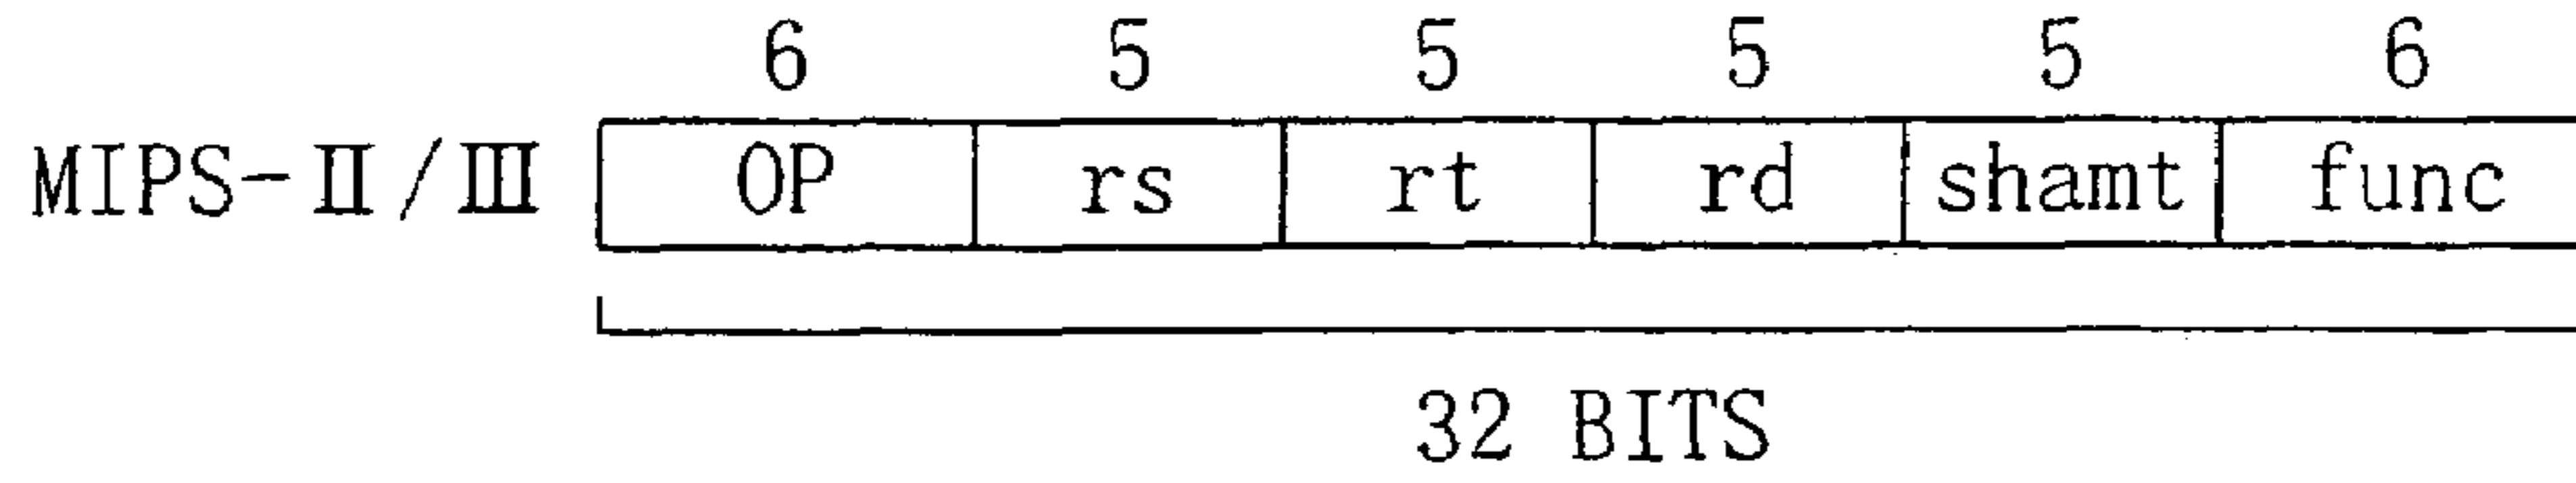 6 5 5 5 5 6
MIPS-II/III OP rs rt rd shamt func
32 BITS